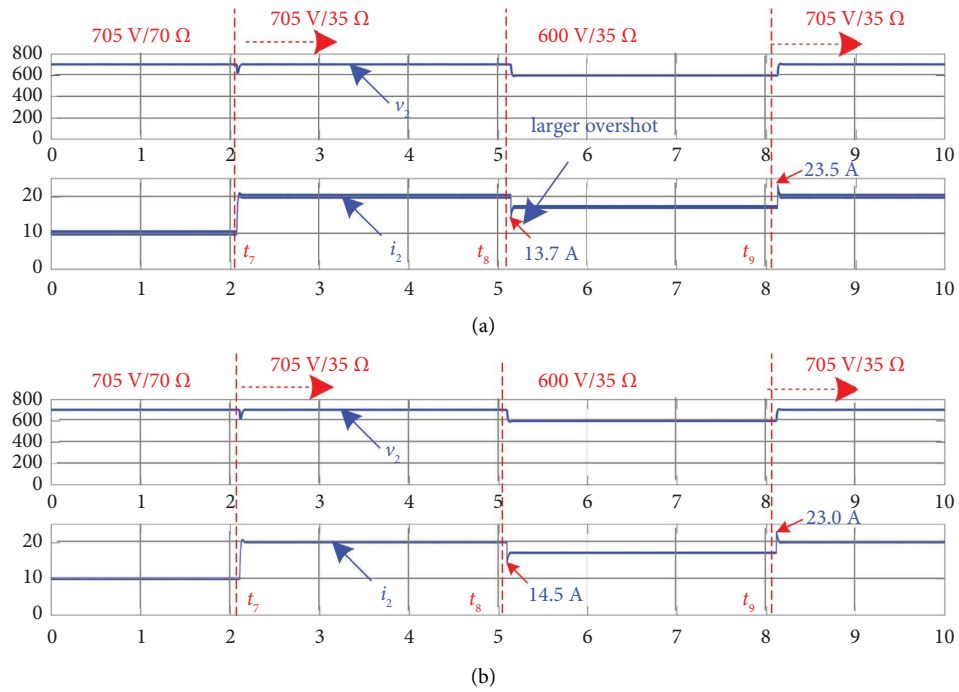 705 V/70 Ω
705 V/35 Ω
600 V/35 Ω
705 V/35 Ω
800
600
400
200
0
v2
0 1 2 3 4 5 6 7 8 9 10
larger overshot
23.5 A
20
10
0
t7
i2
t8
13.7 A
t9
0 1 2 3 4 5 6 7 8 9 10
(a)
705 V/70 Ω
705 V/35 Ω
600 V/35 Ω
705 V/35 Ω
800
600
400
200
0
v2
0 1 2 3 4 5 6 7 8 9 10
23.0 A
20
10
0
t7
i2
t8
14.5 A
t9
0 1 2 3 4 5 6 7 8 9 10
(b)